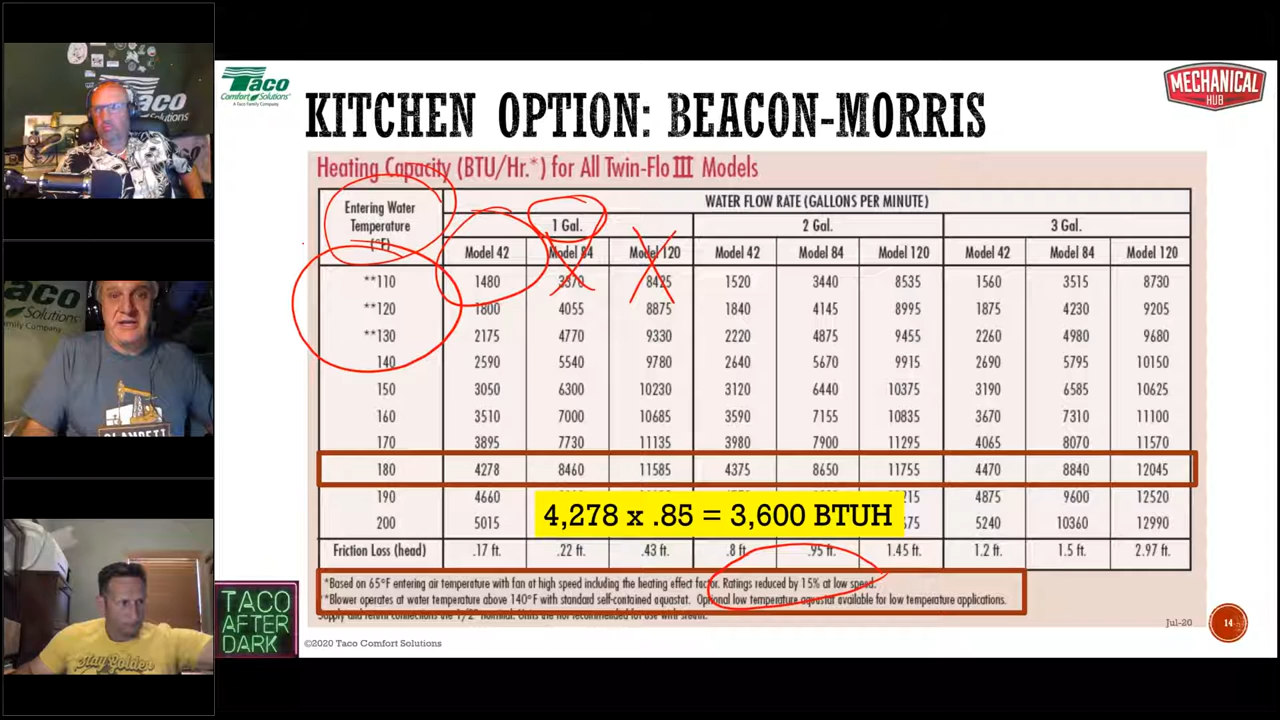 Taco
Comfort Solutions
A Taco Family Company
MECHANICAL
HUB
KITCHEN OPTION: BEACON-MORRIS
Heating Capacity (BTU/Hr.*) for All Twin-Flo III Models
Entering Water Temperature (°F)
WATER FLOW RATE (GALLONS PER MINUTE)
1 Gal. 2 Gal. 3 Gal.
Model 42 Model 84 Model 120 Model 42 Model 84 Model 120 Model 42 Model 84 Model 120
**110 1480 3370 8425 1520 3440 8535 1560 3515 8730
**120 1800 4055 8875 1840 4145 8995 1875 4230 9205
**130 2175 4770 9330 2220 4875 9455 2260 4980 9680
140 2590 5540 9780 2640 5670 9915 2690 5795 10150
150 3050 6300 10230 3120 6440 10375 3190 6585 10625
160 3510 7000 10685 3590 7155 10835 3670 7310 11100
170 3895 7730 11135 3980 7900 11295 4065 8070 11570
180 4278 8460 11585 4375 8650 11755 4470 8840 12045
190 4660 4875 9600 12520
200 5015 5240 10360 12990
4,278 x .85 = 3,600 BTUH
Friction Loss (head) .17 ft. .22 ft. .43 ft. .8 ft. .95 ft. 1.45 ft. 1.2 ft. 1.5 ft. 2.97 ft.
*Based on 65°F entering air temperature with fan at high speed including the heating effect factor. Ratings reduced by 15% at low speed.
*Blower operates at water temperature above 140°F with standard self-contained aquastat. Optional low temperature aquastat available for low temperature applications.
©2020 Taco Comfort Solutions
Jul-20
14
TACO
AFTER
DARK
Taco
Solutions
Family Company
CLAMPETT
Stay Golden